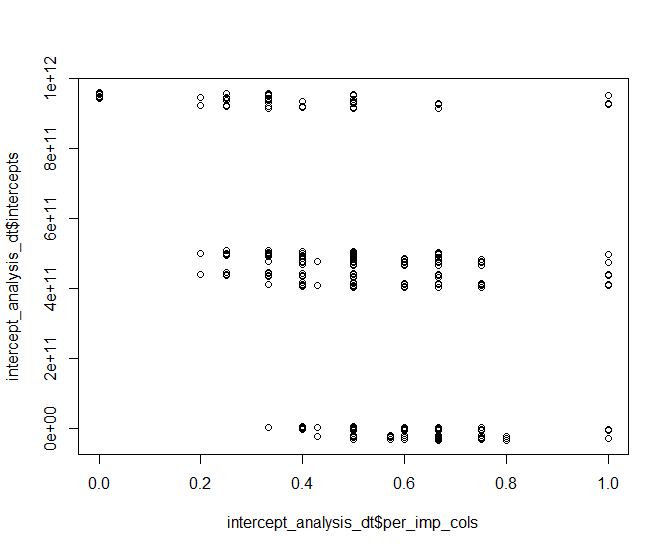 1e+12
8e+11
6e+11
4e+11
2e+11
0e+00
intercept_analysis_dt$intercepts
0.0 0.2 0.4 0.6 0.8 1.0
intercept_analysis_dt$per_imp_cols